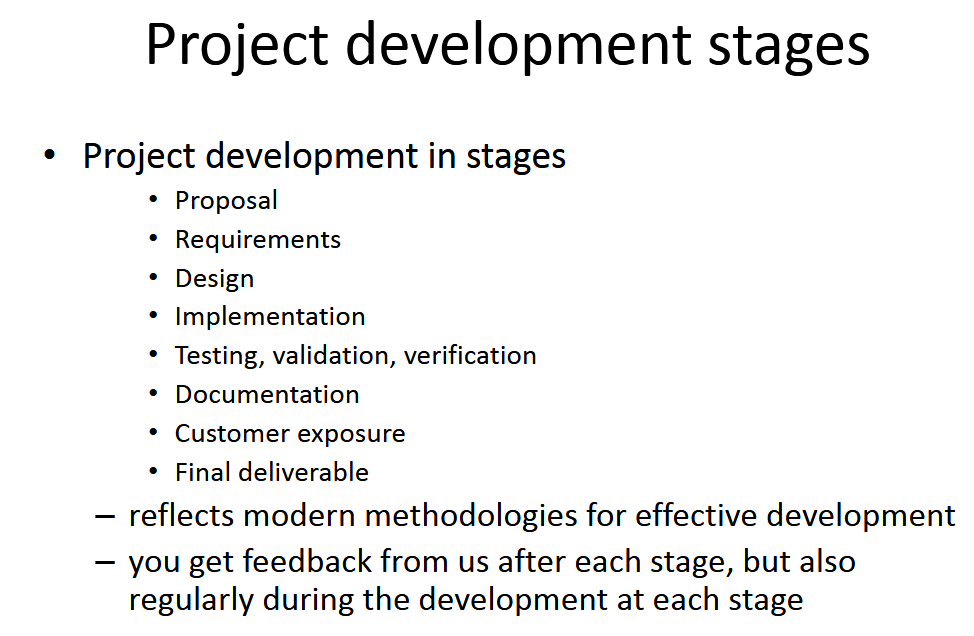 Project development stages
• Project development in stages
• Proposal
• Requirements
• Design
• Implementation
• Testing, validation, verification
• Documentation
• Customer exposure
• Final deliverable
– reflects modern methodologies for effective development
– you get feedback from us after each stage, but also
regularly during the development at each stage